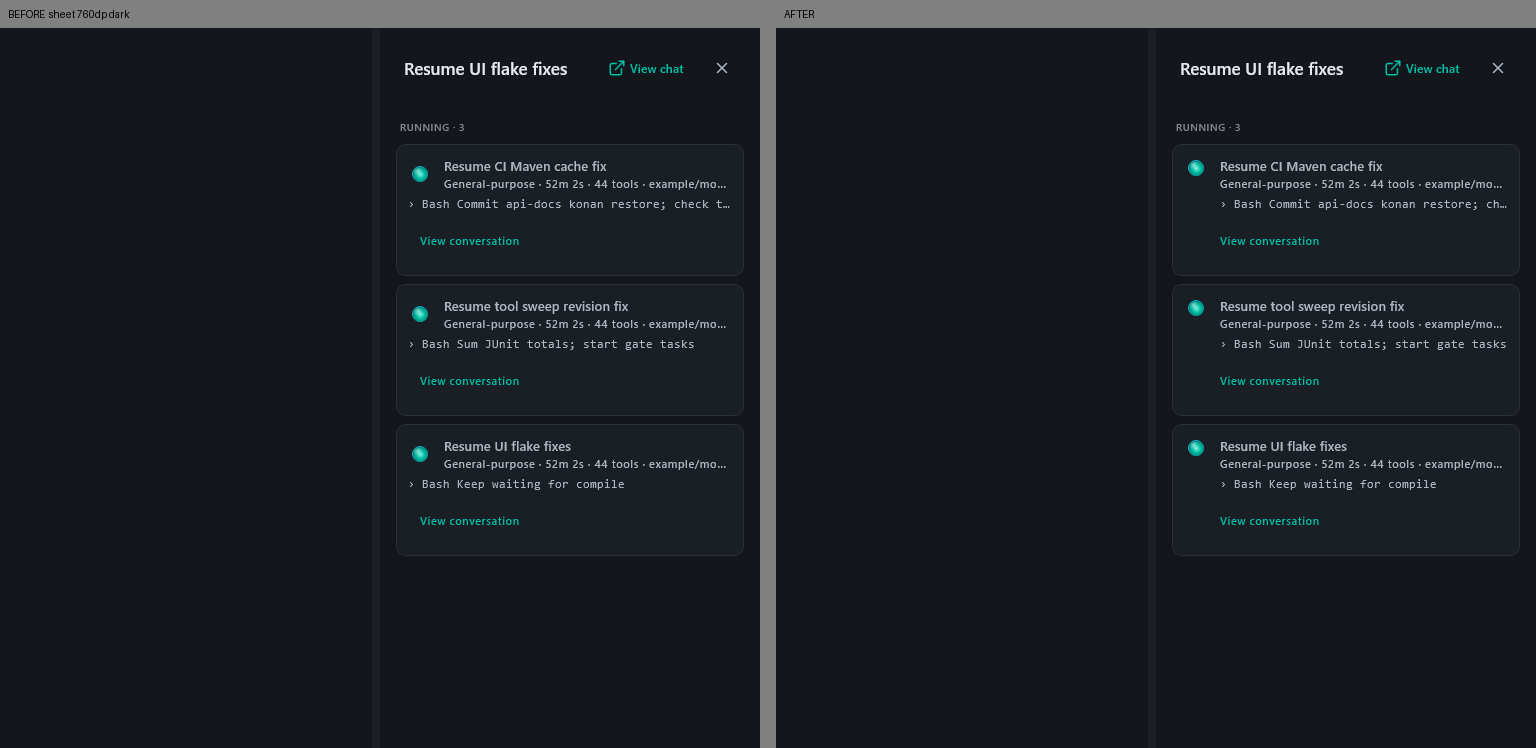 BEFORE sheet 760dp dark
Resume UI flake fixes
View chat
RUNNING · 3
Resume CI Maven cache fix
General-purpose · 52m 2s · 44 tools · example/mo…
› Bash Commit api-docs konan restore; check t…
View conversation
Resume tool sweep revision fix
General-purpose · 52m 2s · 44 tools · example/mo…
› Bash Sum JUnit totals; start gate tasks
View conversation
Resume UI flake fixes
General-purpose · 52m 2s · 44 tools · example/mo…
› Bash Keep waiting for compile
View conversation
AFTER
Resume UI flake fixes
View chat
RUNNING · 3
Resume CI Maven cache fix
General-purpose · 52m 2s · 44 tools · example/mo…
› Bash Commit api-docs konan restore; ch…
View conversation
Resume tool sweep revision fix
General-purpose · 52m 2s · 44 tools · example/mo…
› Bash Sum JUnit totals; start gate tasks
View conversation
Resume UI flake fixes
General-purpose · 52m 2s · 44 tools · example/mo…
› Bash Keep waiting for compile
View conversation